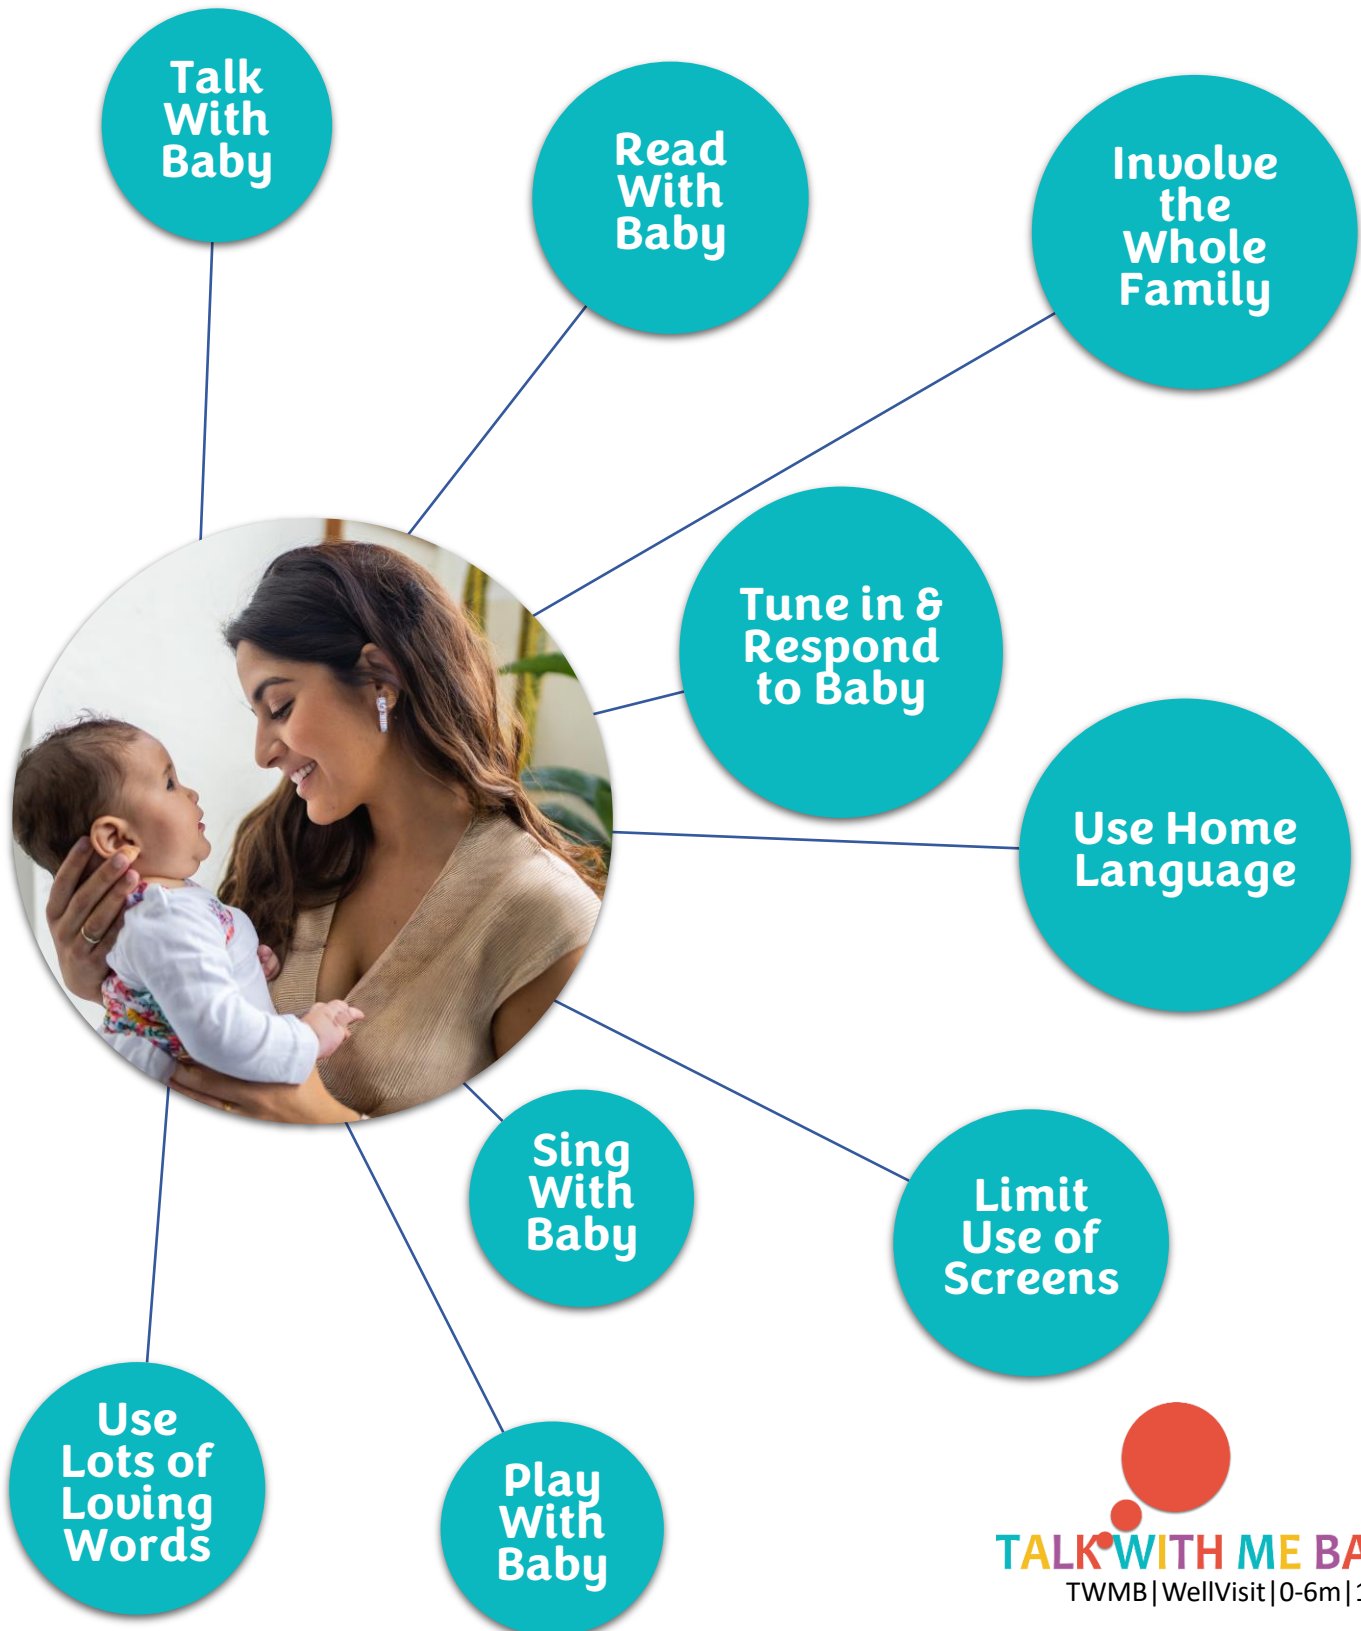 Talk
With
Baby
Read
With
Baby
Involve
the
Whole
Family
Tune in &
Respond
to Baby
Use Home
Language
Sing
With
Baby
Limit
Use of
Screens
Use
Lots of
Loving
Words
Play
With
Baby
TALK WITH ME BA
TWMB|WellVisit|0-6m|1